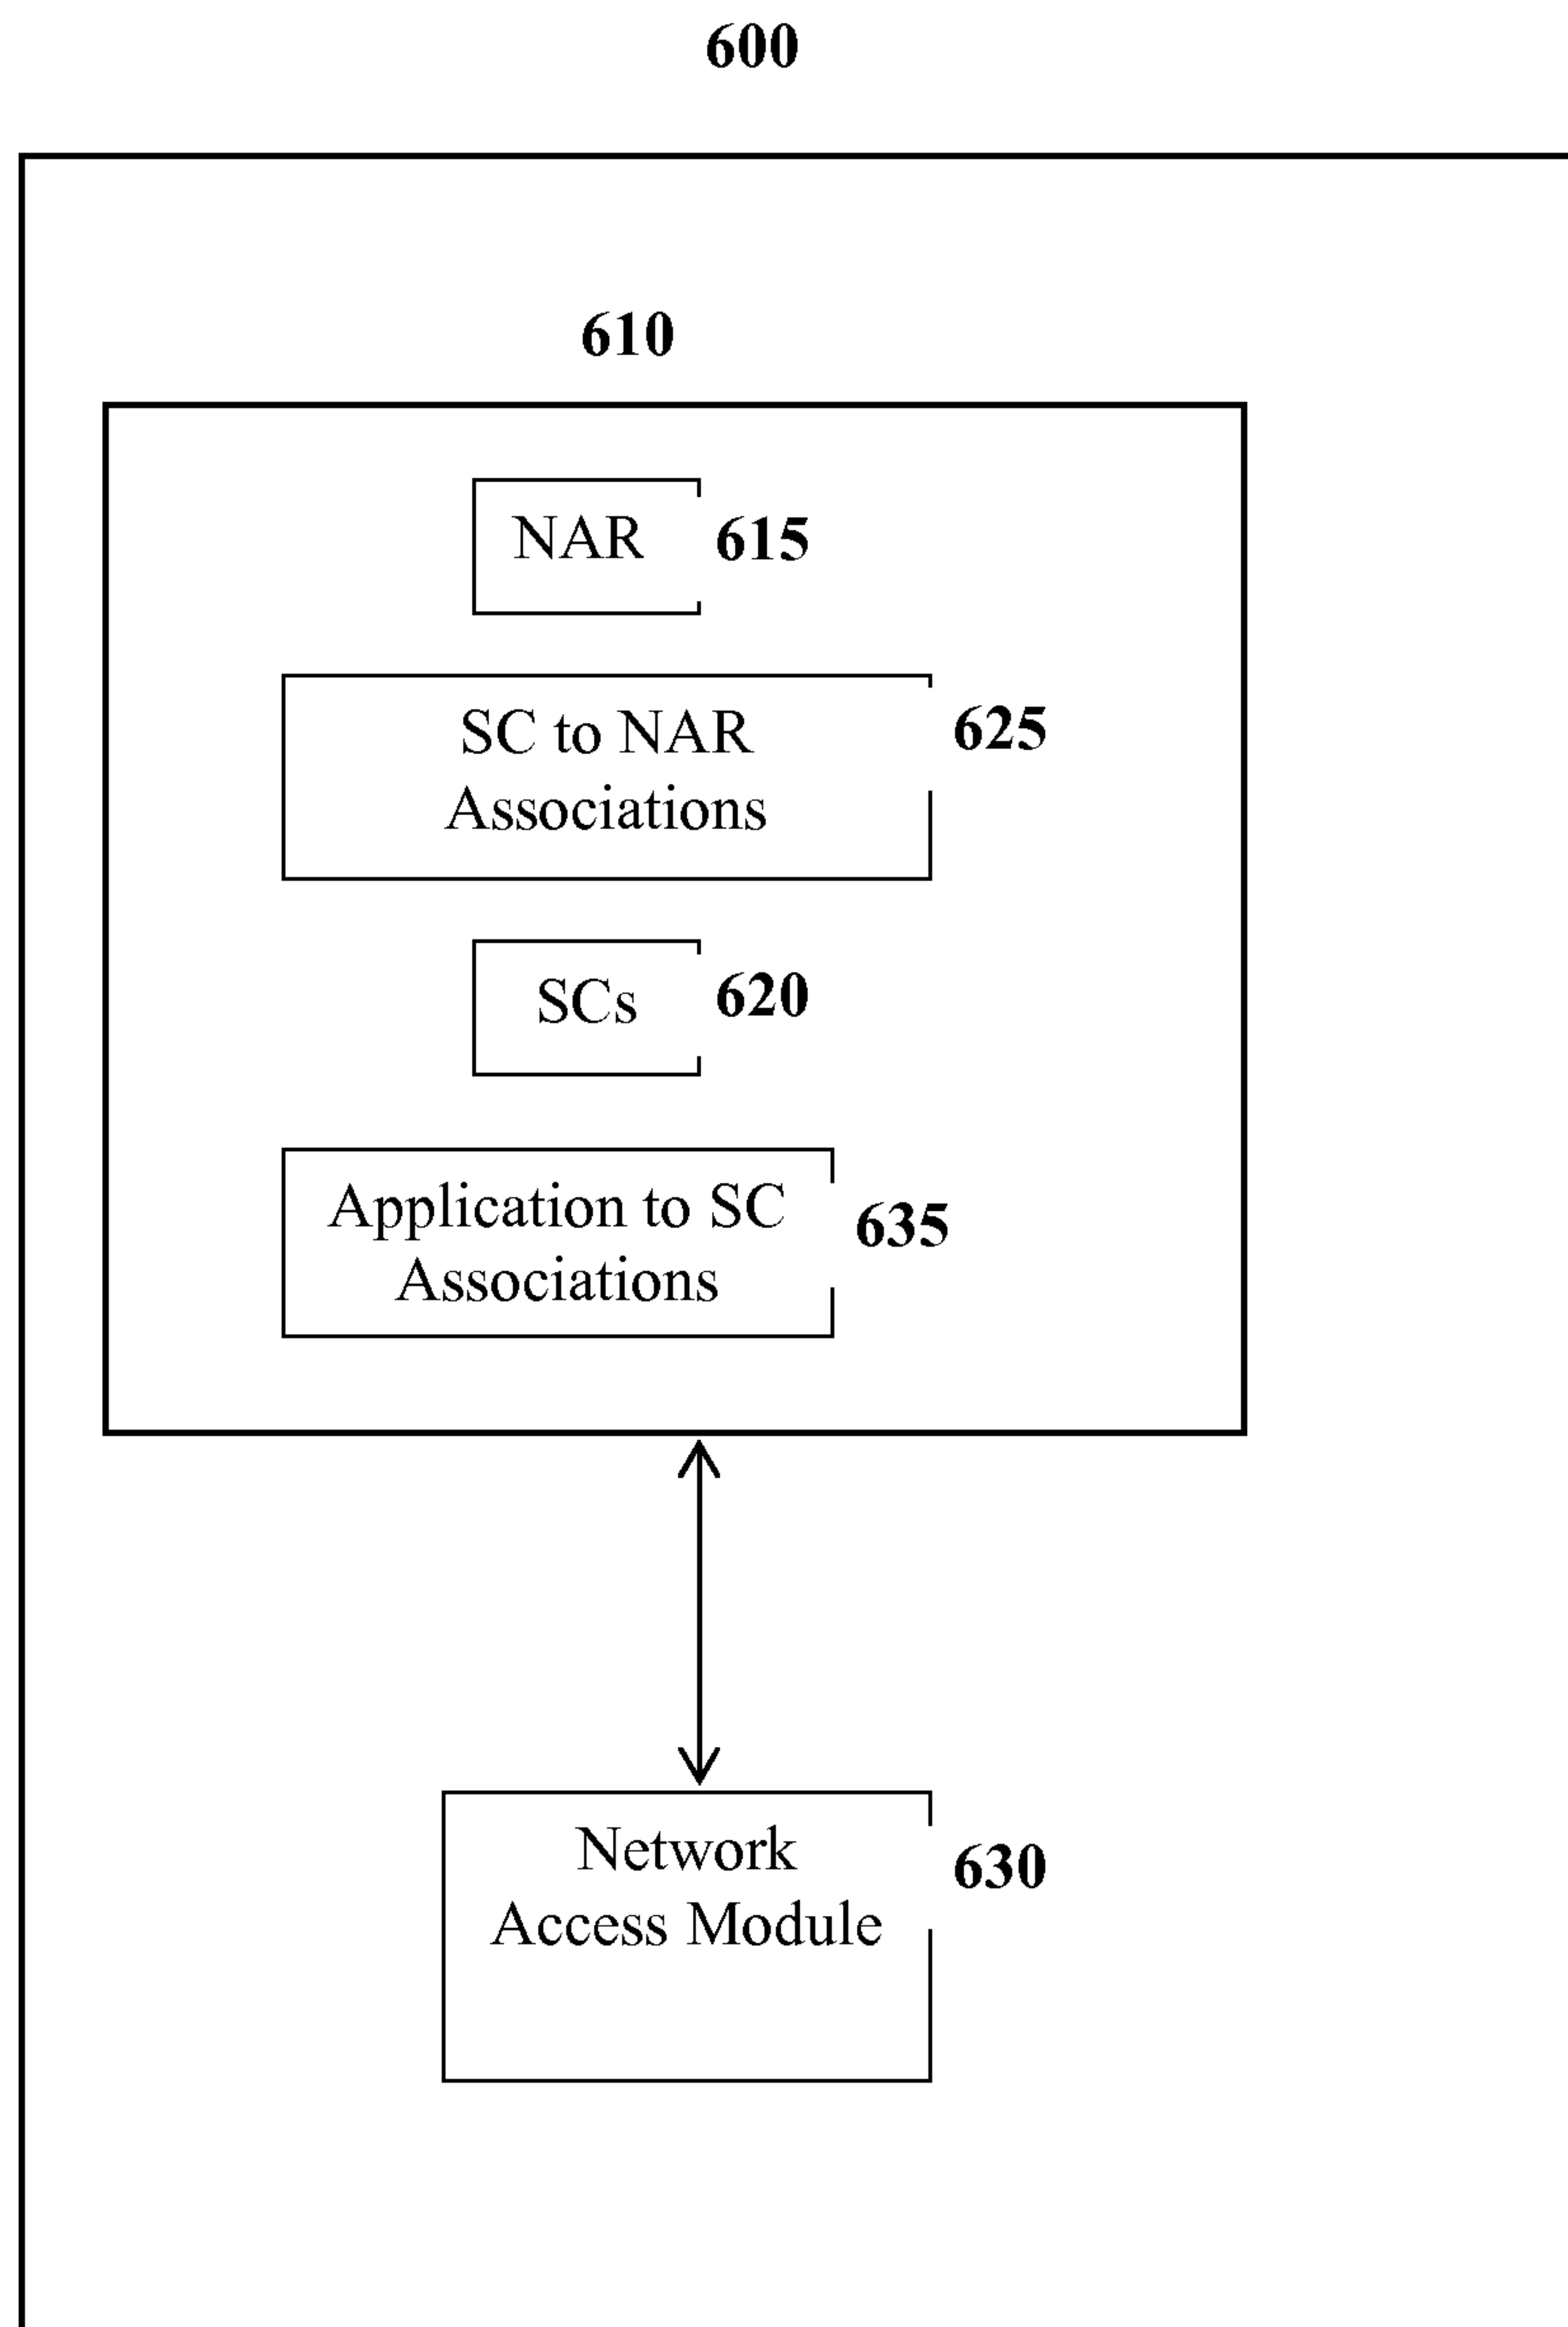 600
610
NAR
615
SC to NAR
Associations
625
SCs
620
Application to SC
Associations
635
Network
Access Module
630